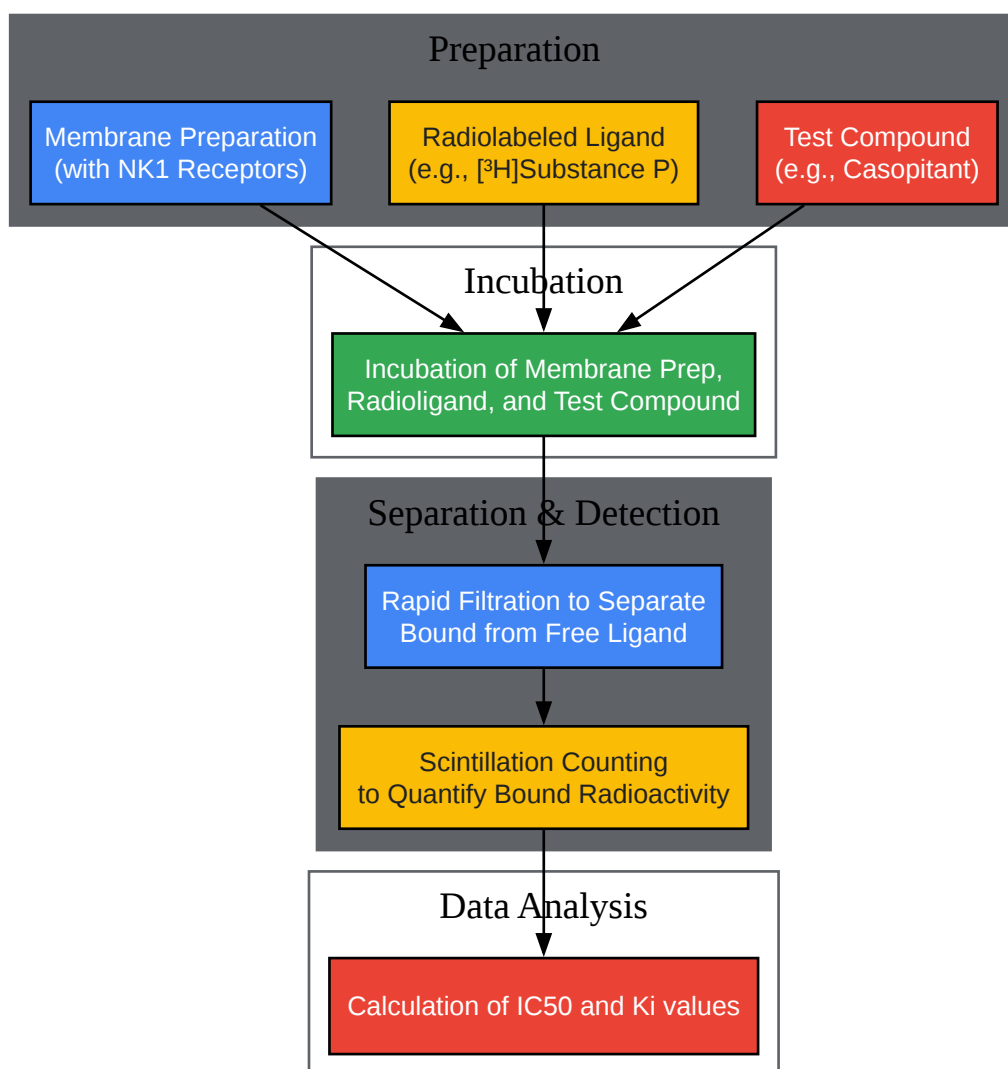 Preparation
Membrane Preparation
(with NK1 Receptors)
Radiolabeled Ligand
(e.g., [³H]Substance P)
Test Compound
(e.g., Casopitant)
Incubation
Incubation of Membrane Prep,
Radioligand, and Test Compound
Separation & Detection
Rapid Filtration to Separate
Bound from Free Ligand
Scintillation Counting
to Quantify Bound Radioactivity
Data Analysis
Calculation of IC50 and Ki values